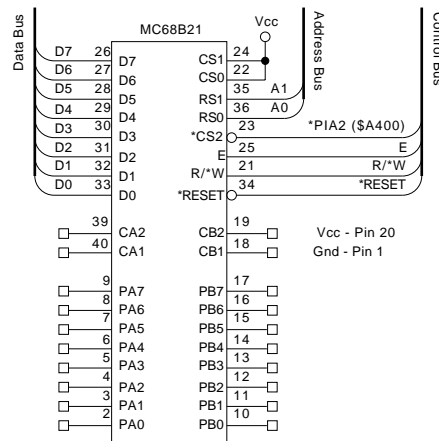 MC68B21
Vcc
Data Bus
Address Bus
Control Bus
D7 26 D7 CS1 24
D6 27 D6 CS0 22
D5 28 D5 RS1 35 A1
D4 29 D4 RS0 36 A0
D3 30 D3 *CS2 23 *PIA2 ($A400)
D2 31 D2 E 25 E
D1 32 D1 R/*W 21 R/*W
D0 33 D0 *RESET 34 *RESET
39 CA2 CB2 19 Vcc - Pin 20
40 CA1 CB1 18 Gnd - Pin 1
9 PA7 PB7 17
8 PA6 PB6 16
7 PA5 PB5 15
6 PA4 PB4 14
5 PA3 PB3 13
4 PA2 PB2 12
3 PA1 PB1 11
2 PA0 PB0 10